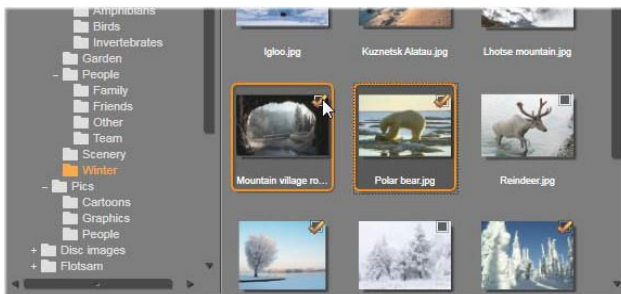 Amphibians
Birds
Invertebrates
Garden
People
Family
Friends
Other
Team
Scenery
Winter
Pics
Cartoons
Graphics
People
Disc images
Flotsam
Igloo.jpg
Kuznetsk Alatau.jpg
Lhotse mountain.jpg
Mountain village ro...
Polar bear.jpg
Reindeer.jpg